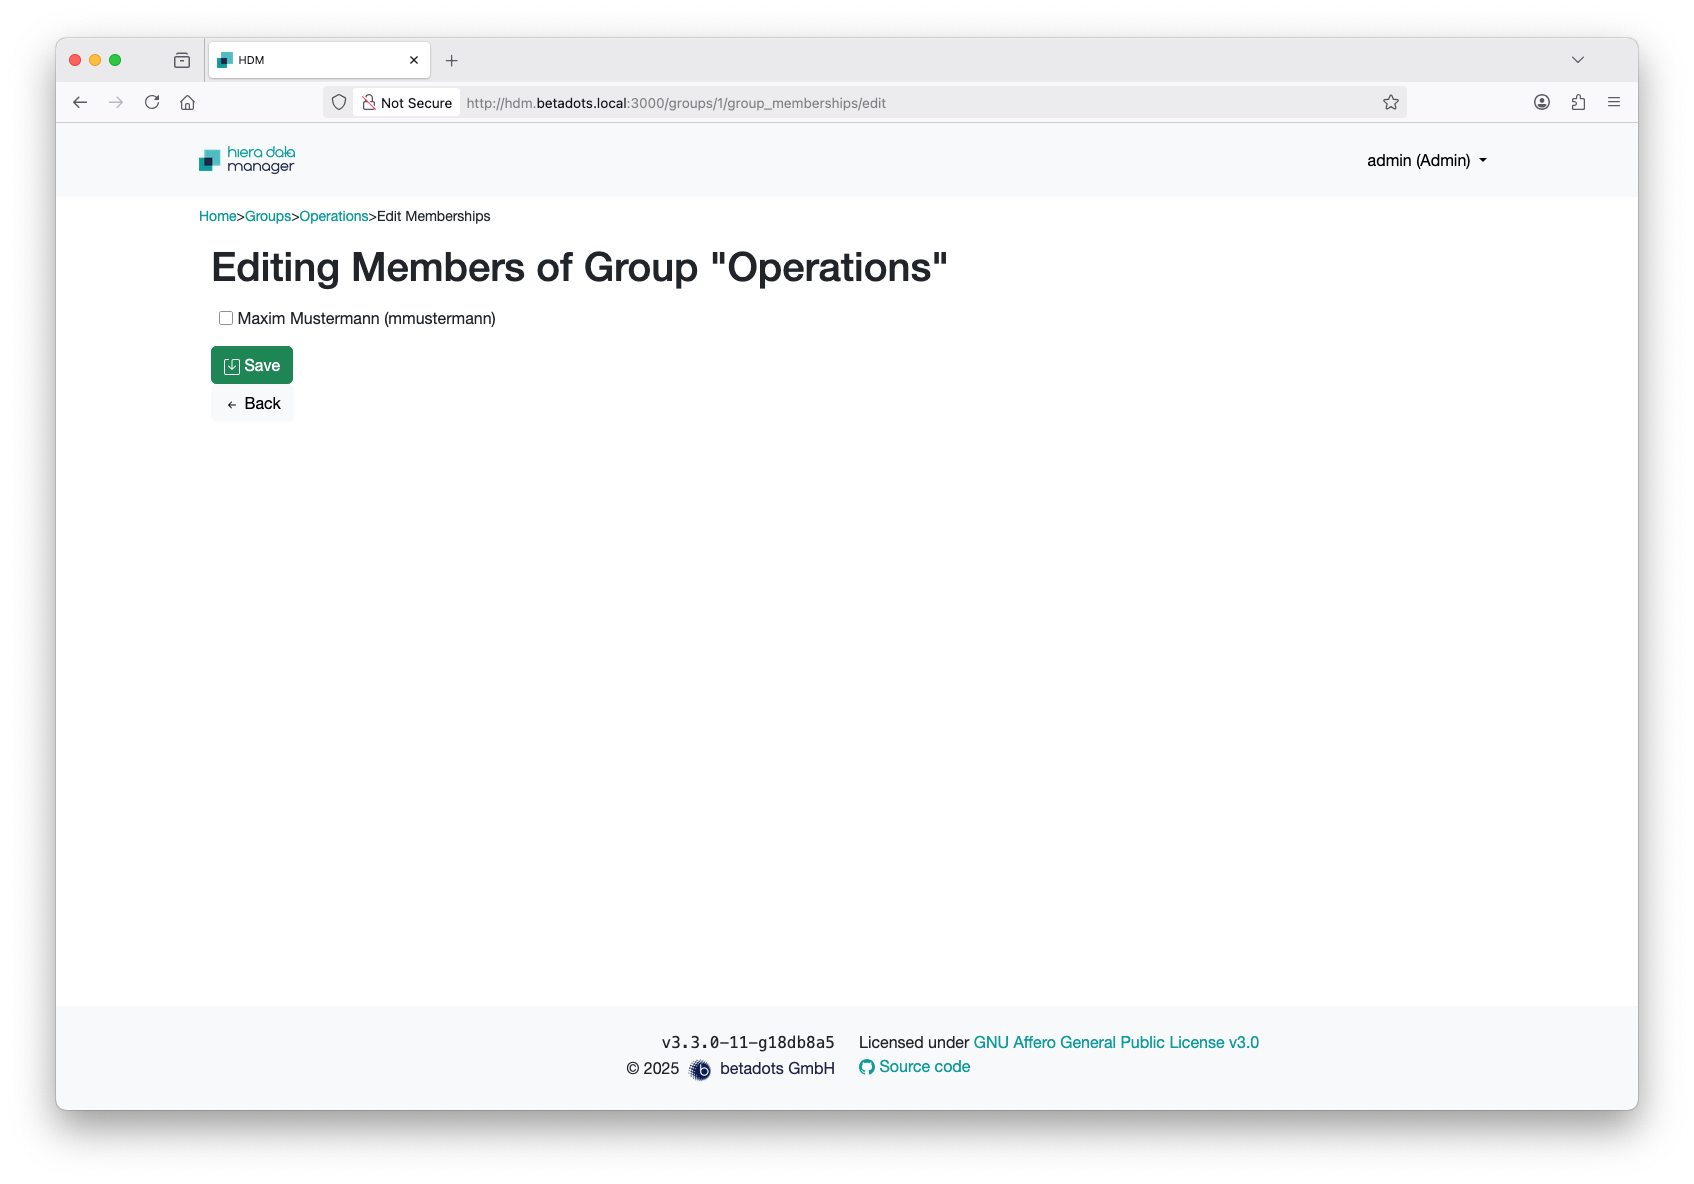 HDM
Not Secure http://hdm.betadots.local:3000/groups/1/group_memberships/edit
hiera data
manager
admin (Admin)
Home>Groups>Operations>Edit Memberships
Editing Members of Group "Operations"
Maxim Mustermann (mmustermann)
Save
Back
v3.3.0-11-g18db8a5
© 2025 b betadots GmbH
Licensed under GNU Affero General Public License v3.0
Source code